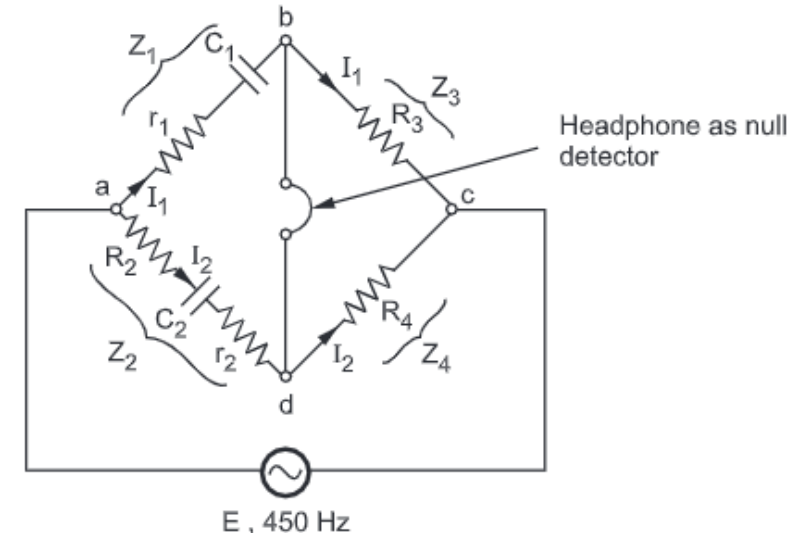 b
Z₁
C₁
I₁
Z₃
r₁
R₃
Headphone as null
detector
a
I₁
c
R₂
I₂
C₂
R₄
Z₂
r₂
I₂
Z₄
d
E , 450 Hz